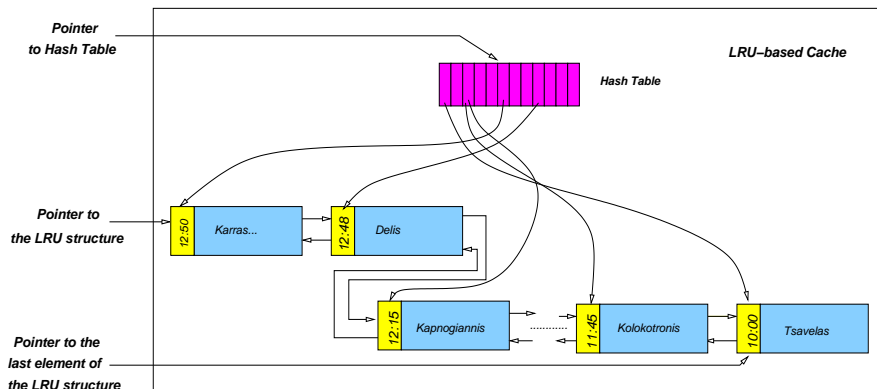 Pointer
to Hash Table
LRU–based Cache
Hash Table
Pointer to
the LRU structure
12:50
Karras...
12:48
Delis
12:15
Kapnogiannis
11:45
Kolokotronis
10:00
Tsavelas
Pointer to the
last element of
the LRU structure